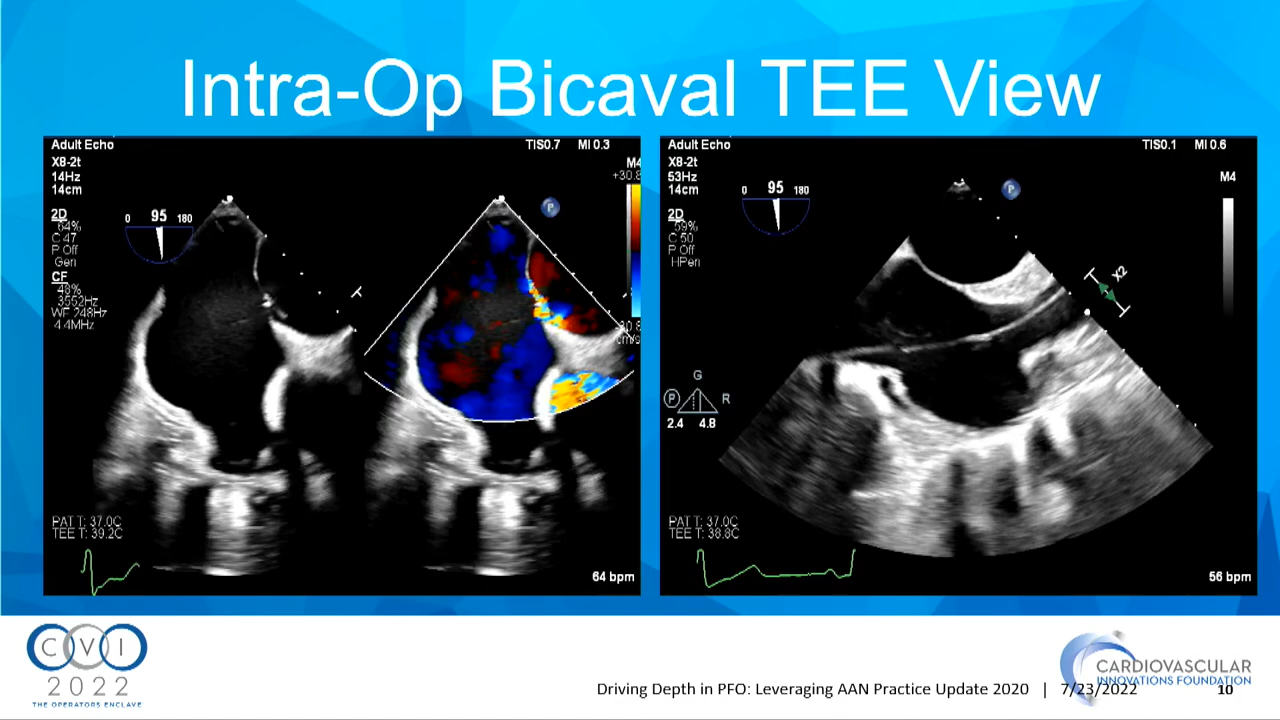 Intra-Op Bicaval TEE View
Adult Echo
TIS0.7 MI 0.3
X8-2t
14Hz
14cm
M4
+30.8
2D
64%
C 47
P Off
Gen
CF
48%
3552Hz
WF 248Hz
4.4MHz
0 95 180
P
cm/s
PAT T: 37.0C
TEE T: 39.2C
64 bpm
Adult Echo
TIS0.1 MI 0.6
X8-2t
53Hz
14cm
M4
2D
59%
C 50
P Off
HPen
0 95 180
P
X2
G
P R
2.4 4.8
PAT T: 37.0C
TEE T: 38.8C
56 bpm
CVI
2022
THE OPERATORS ENCLAVE
CARDIOVASCULAR
INNOVATIONS FOUNDATION
Driving Depth in PFO: Leveraging AAN Practice Update 2020 | 7/23/2022 10